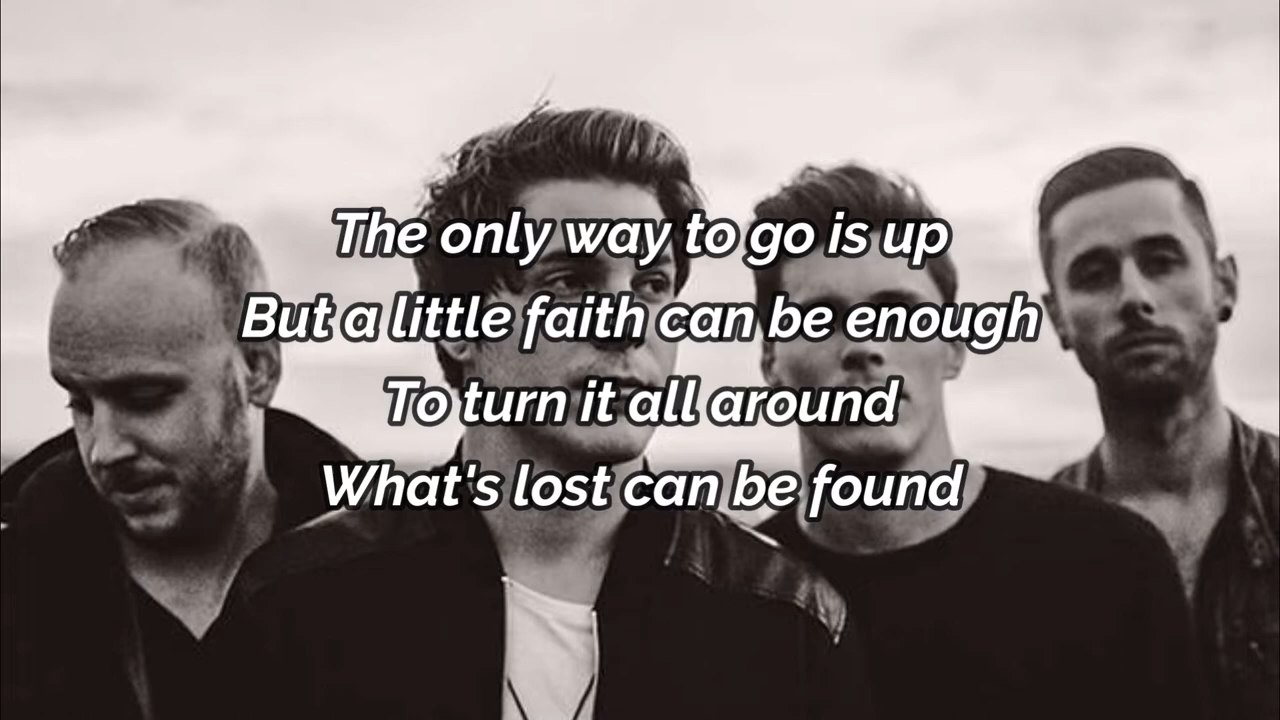 The only way to go is up
But a little faith can be enough
To turn it all around
What's lost can be found